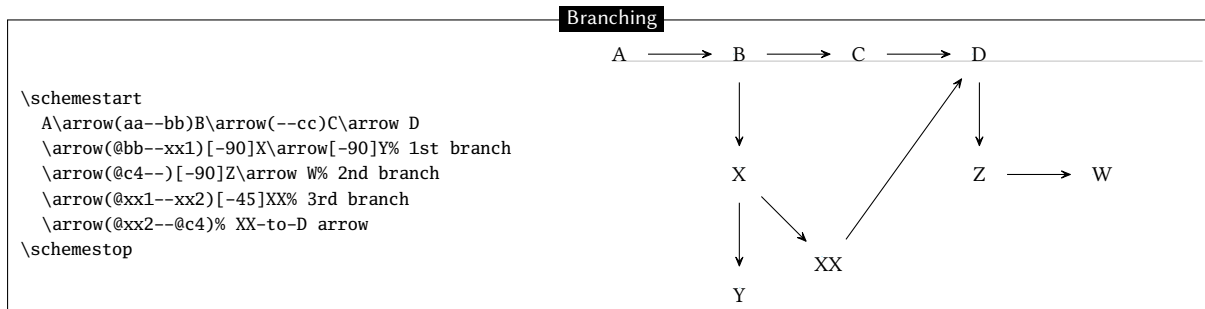 Branching
\schemestart
A\arrow(aa--bb)B\arrow(--cc)C\arrow D
\arrow(@bb--xx1)[-90]X\arrow[-90]Y% 1st branch
\arrow(@c4--)[-90]Z\arrow W% 2nd branch
\arrow(@xx1--xx2)[-45]XX% 3rd branch
\arrow(@xx2--@c4)% XX-to-D arrow
\schemestop
A B C D
X Z W
XX
Y